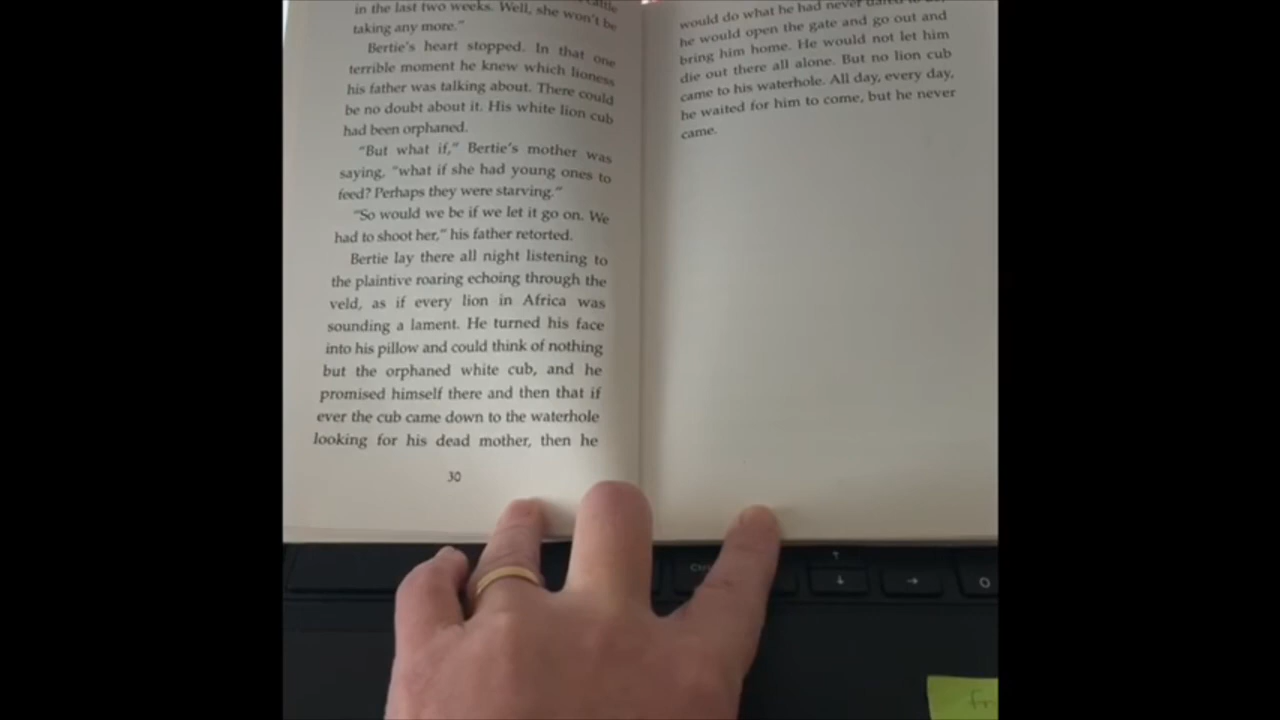 in the last two weeks. Well, she won't be
taking any more."
Bertie's heart stopped. In that one
terrible moment he knew which lioness
his father was talking about. There could
be no doubt about it. His white lion cub
had been orphaned.
"But what if," Bertie's mother was
saying, "what if she had young ones to
feed? Perhaps they were starving."
"So would we be if we let it go on. We
had to shoot her," his father retorted.
Bertie lay there all night listening to
the plaintive roaring echoing through the
veld, as if every lion in Africa was
sounding a lament. He turned his face
into his pillow and could think of nothing
but the orphaned white cub, and he
promised himself there and then that if
ever the cub came down to the waterhole
looking for his dead mother, then he
30
would do what he had never
he would open the gate and go out and
bring him home. He would not let him
die out there all alone. But no lion cub
came to his waterhole. All day, every day,
he waited for him to come, but he never
came.
Ctrl
↑
↓ →